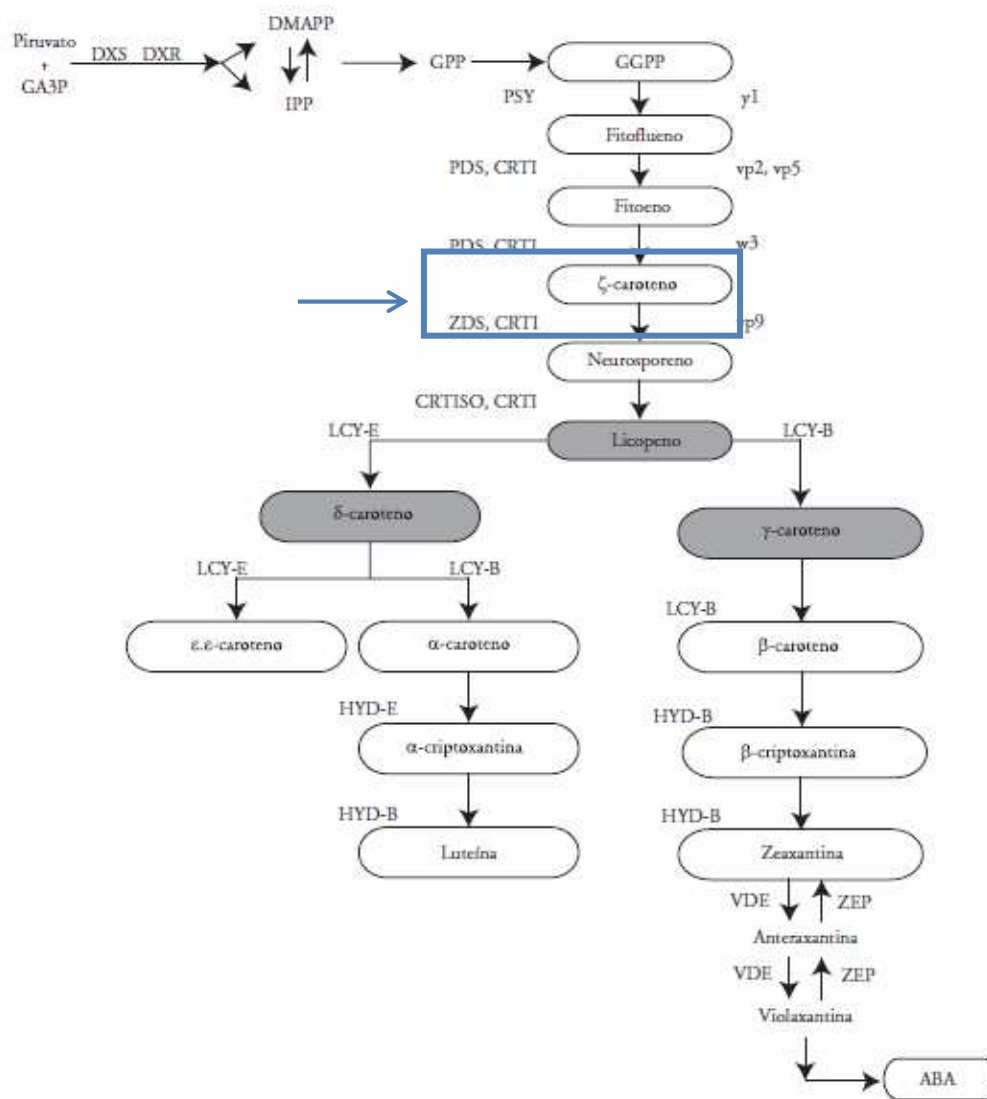 DMAPP
Piruvato
+
GA3P
DXS DXR
IPP
GPP
GGPP
PSY
y1
Fitoflueno
PDS, CRTI
vp2, vp5
Fitoeno
PDS, CRTI
w3
ζ-caroteno
ZDS, CRTI
vp9
Neurosporeno
CRTISO, CRTI
LCY-E
Licopeno
LCY-B
δ-caroteno
γ-caroteno
LCY-E
LCY-B
LCY-B
ε.ε-caroteno
α-caroteno
β-caroteno
HYD-E
HYD-B
α-criptoxantina
β-criptoxantina
HYD-B
HYD-B
Luteína
Zeaxantina
VDE
ZEP
Anteraxantina
VDE
ZEP
Violaxantina
ABA